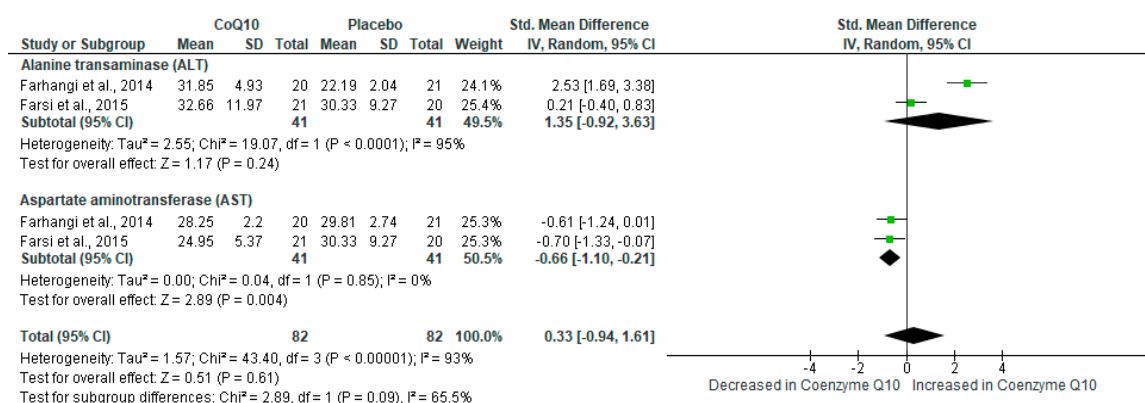 CoQ10 Placebo Std. Mean Difference Std. Mean Difference
Study or Subgroup Mean SD Total Mean SD Total Weight IV, Random, 95% CI IV, Random, 95% CI
Alanine transaminase (ALT)
Farhangi et al., 2014 31.85 4.93 20 22.19 2.04 21 24.1% 2.53 [1.69, 3.38]
Farsi et al., 2015 32.66 11.97 21 30.33 9.27 20 25.4% 0.21 [-0.40, 0.83]
Subtotal (95% CI) 41 41 49.5% 1.35 [-0.92, 3.63]
Heterogeneity: Tau² = 2.55; Chi² = 19.07, df = 1 (P < 0.0001); I² = 95%
Test for overall effect: Z = 1.17 (P = 0.24)
Aspartate aminotransferase (AST)
Farhangi et al., 2014 28.25 2.2 20 29.81 2.74 21 25.3% -0.61 [-1.24, 0.01]
Farsi et al., 2015 24.95 5.37 21 30.33 9.27 20 25.3% -0.70 [-1.33, -0.07]
Subtotal (95% CI) 41 41 50.5% -0.66 [-1.10, -0.21]
Heterogeneity: Tau² = 0.00; Chi² = 0.04, df = 1 (P = 0.85); I² = 0%
Test for overall effect: Z = 2.89 (P = 0.004)
Total (95% CI) 82 82 100.0% 0.33 [-0.94, 1.61]
Heterogeneity: Tau² = 1.57; Chi² = 43.40, df = 3 (P < 0.00001); I² = 93%
Test for overall effect: Z = 0.51 (P = 0.61)
Test for subgroup differences: Chi² = 2.89, df = 1 (P = 0.09), I² = 65.5%
-4 -2 0 2 4
Decreased in Coenzyme Q10 Increased in Coenzyme Q10